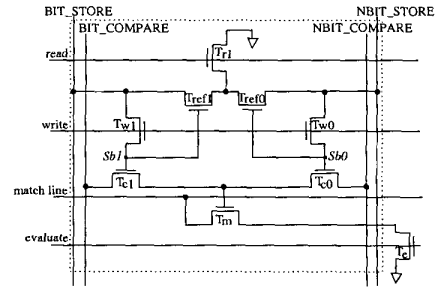 BIT_STORE NBIT_STORE
BIT_COMPARE NBIT_COMPARE
read Tr1
Tref1 Tref0
write Tw1 Tw0
Sb1 Sb0
Tc1 Tc0
match line
Tm
evaluate Te